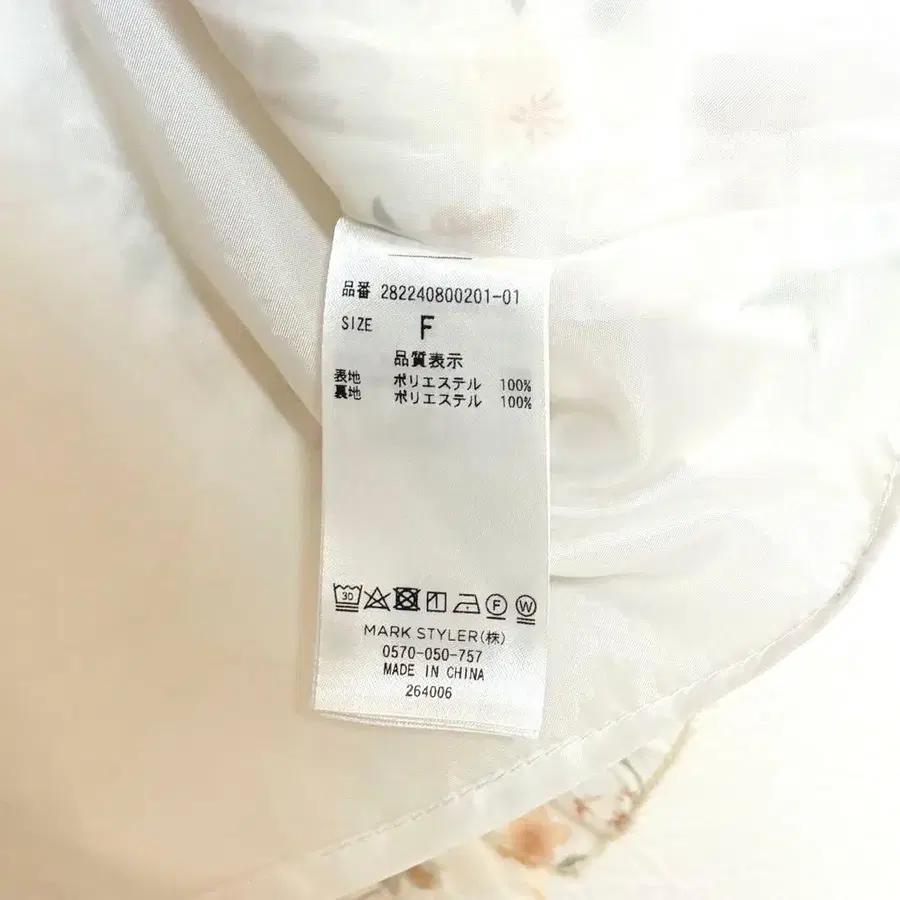 品番 282240800201-01
SIZE F
品質表示
表地 ポリエステル 100%
裏地 ポリエステル 100%
30 F W
MARK STYLER(株)
0570-050-757
MADE IN CHINA
264006